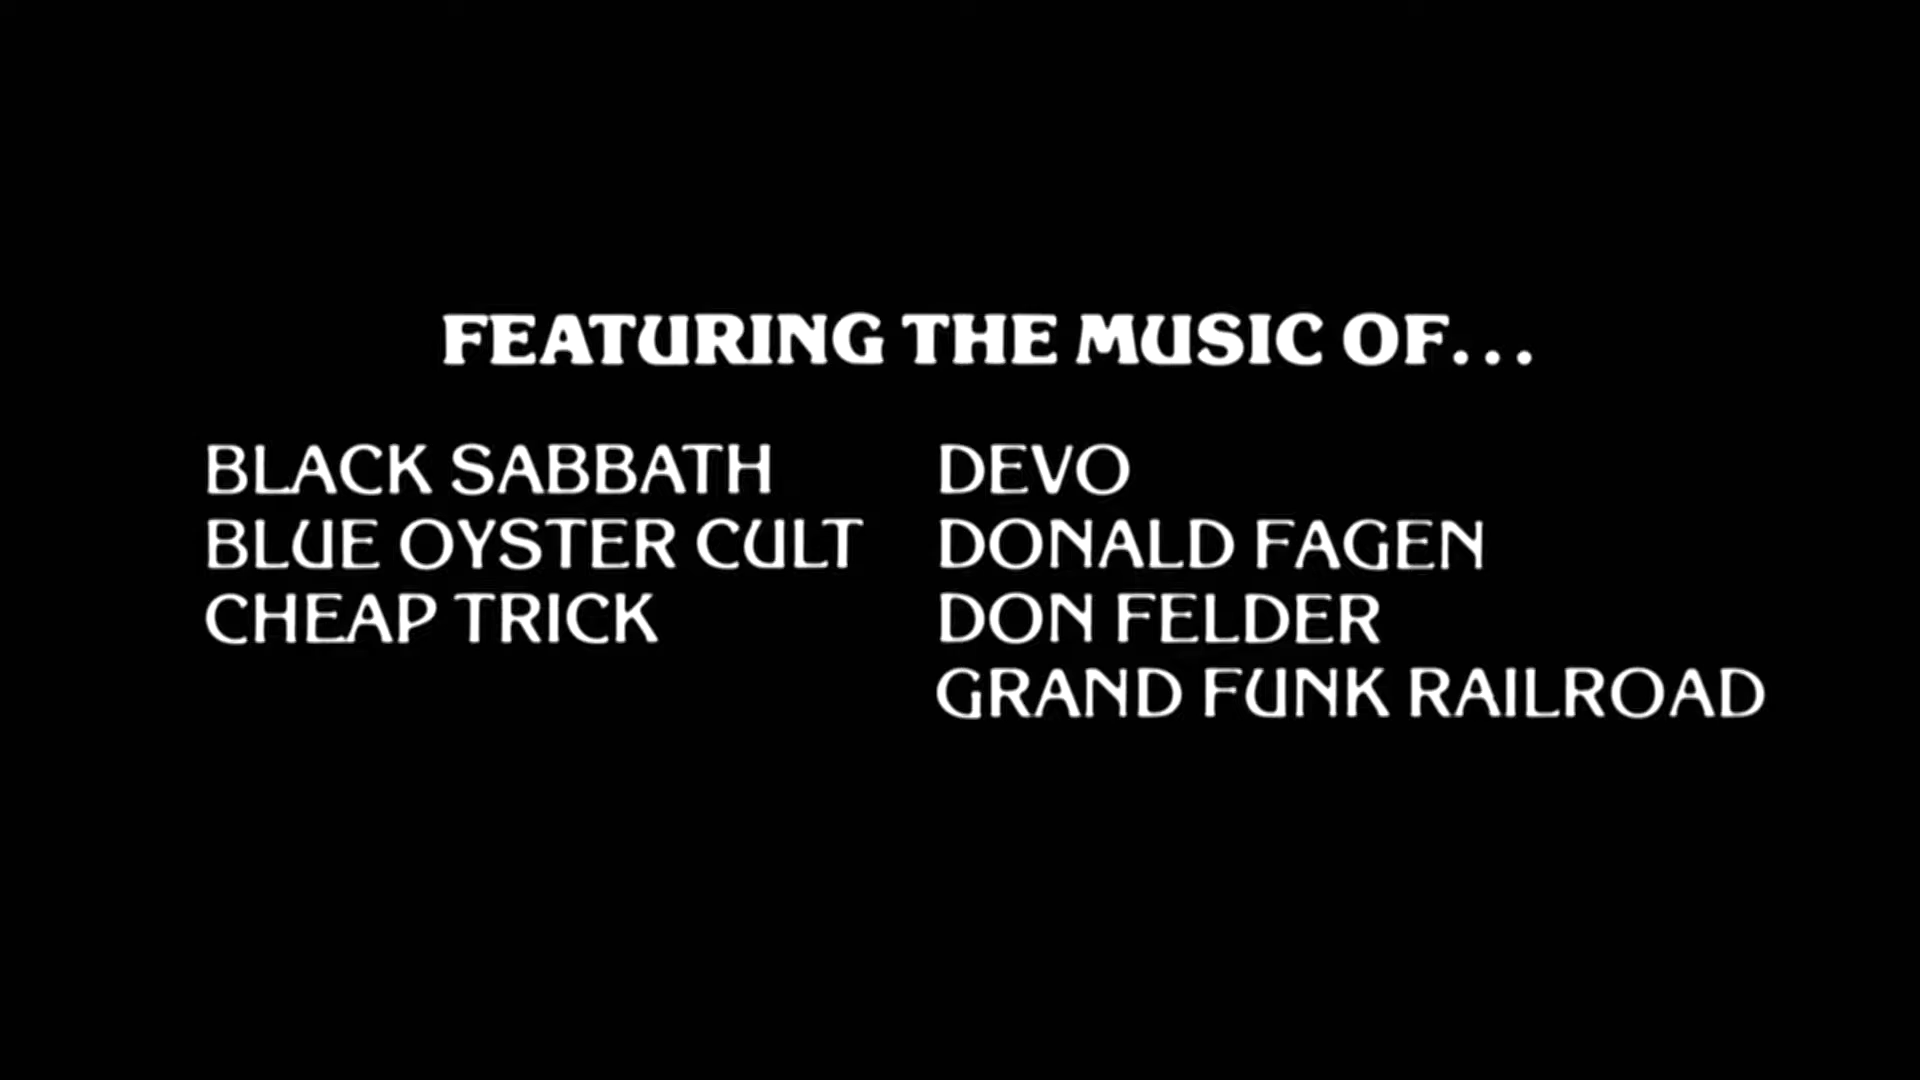 FEATURING THE MUSIC OF...
BLACK SABBATH
BLUE OYSTER CULT
CHEAP TRICK
DEVO
DONALD FAGEN
DON FELDER
GRAND FUNK RAILROAD